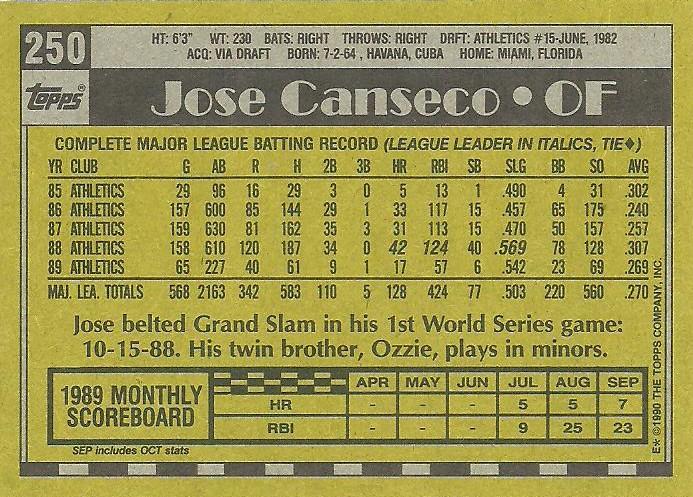 250
HT: 6'3" WT: 230 BATS: RIGHT THROWS: RIGHT DRFT: ATHLETICS #15-JUNE, 1982
ACQ: VIA DRAFT BORN: 7-2-64, HAVANA, CUBA HOME: MIAMI, FLORIDA
TOPPS®
Jose Canseco • OF
COMPLETE MAJOR LEAGUE BATTING RECORD (LEAGUE LEADER IN ITALICS, TIE♦)
YR CLUB G AB R H 2B 3B HR RBI SB SLG BB SO AVG
85 ATHLETICS 29 96 16 29 3 0 5 13 1 .490 4 31 .302
86 ATHLETICS 157 600 85 144 29 1 33 117 15 .457 65 175 .240
87 ATHLETICS 159 630 81 162 35 3 31 113 15 .470 50 157 .257
88 ATHLETICS 158 610 120 187 34 0 42 124 40 .569 78 128 .307
89 ATHLETICS 65 227 40 61 9 1 17 57 6 .542 23 69 .269
MAJ. LEA. TOTALS 568 2163 342 583 110 5 128 424 77 .503 220 560 .270
Jose belted Grand Slam in his 1st World Series game:
10-15-88. His twin brother, Ozzie, plays in minors.
1989 MONTHLY
SCOREBOARD
APR MAY JUN JUL AUG SEP
HR - - - 5 5 7
RBI - - - 9 25 23
SEP includes OCT stats
E* ©1990 THE TOPPS COMPANY, INC.